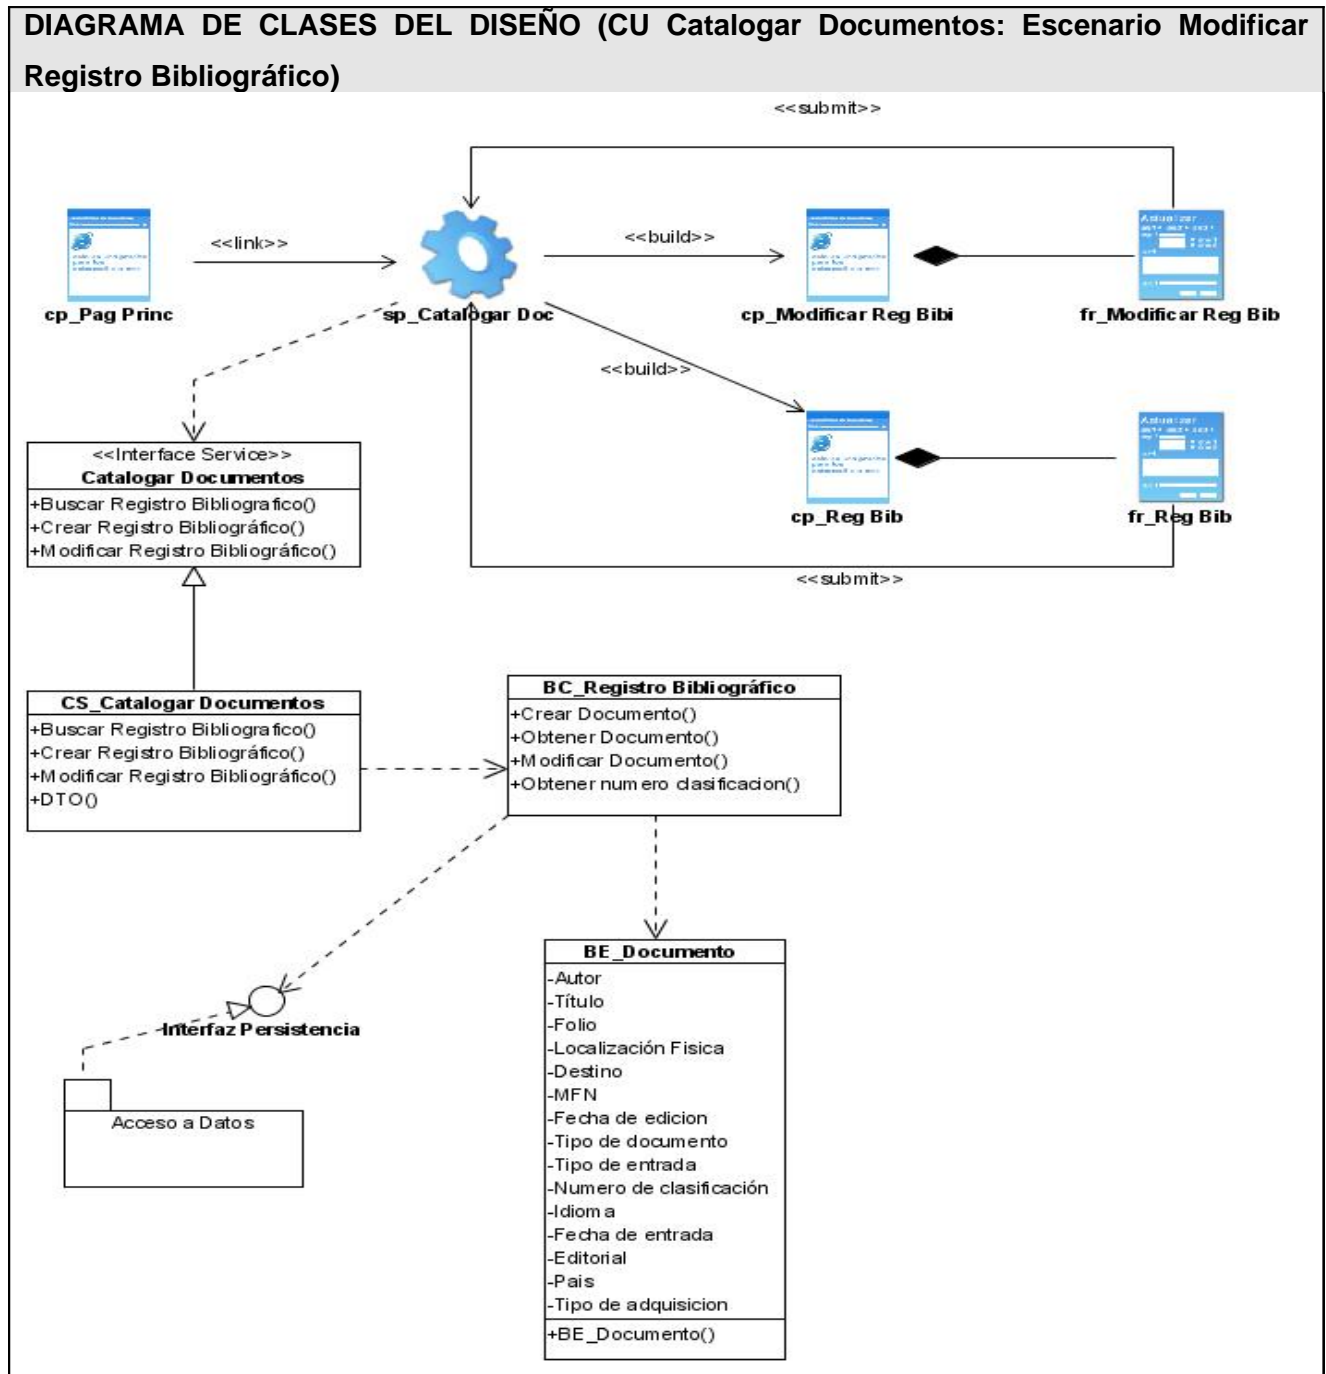 DIAGRAMA DE CLASES DEL DISEÑO (CU Catalogar Documentos: Escenario Modificar
Registro Bibliográfico)
<<submit>>
<<link>>
<<build>>
cp_Pag Princ
sp_Catalogar Doc
cp_Modificar Reg Bibi
fr_Modificar Reg Bib
<<build>>
cp_Reg Bib
fr_Reg Bib
<<submit>>
<<Interface Service>>
Catalogar Documentos
+Buscar Registro Bibliografico()
+Crear Registro Bibliográfico()
+Modificar Registro Bibliográfico()
CS_Catalogar Documentos
+Buscar Registro Bibliografico()
+Crear Registro Bibliográfico()
+Modificar Registro Bibliográfico()
+DTO()
BC_Registro Bibliográfico
+Crear Documento()
+Obtener Documento()
+Modificar Documento()
+Obtener numero clasificacion()
Interfaz Persistencia
Acceso a Datos
BE_Documento
-Autor
-Título
-Folio
-Localización Fisica
-Destino
-MFN
-Fecha de edicion
-Tipo de documento
-Tipo de entrada
-Numero de clasificación
-Idioma
-Fecha de entrada
-Editorial
-Pais
-Tipo de adquisicion
+BE_Documento()